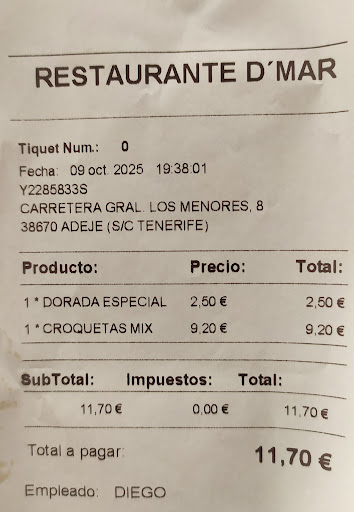 RESTAURANTE D´MAR
Tiquet Num.: 0
Fecha: 09 oct. 2025 19:38:01
Y2285833S
CARRETERA GRAL. LOS MENORES, 8
38670 ADEJE (S/C TENERIFE)
Producto: Precio: Total:
1 * DORADA ESPECIAL 2,50 € 2,50 €
1 * CROQUETAS MIX 9,20 € 9,20 €
SubTotal: Impuestos: Total:
11,70 € 0,00 € 11,70 €
Total a pagar: 11,70 €
Empleado: DIEGO